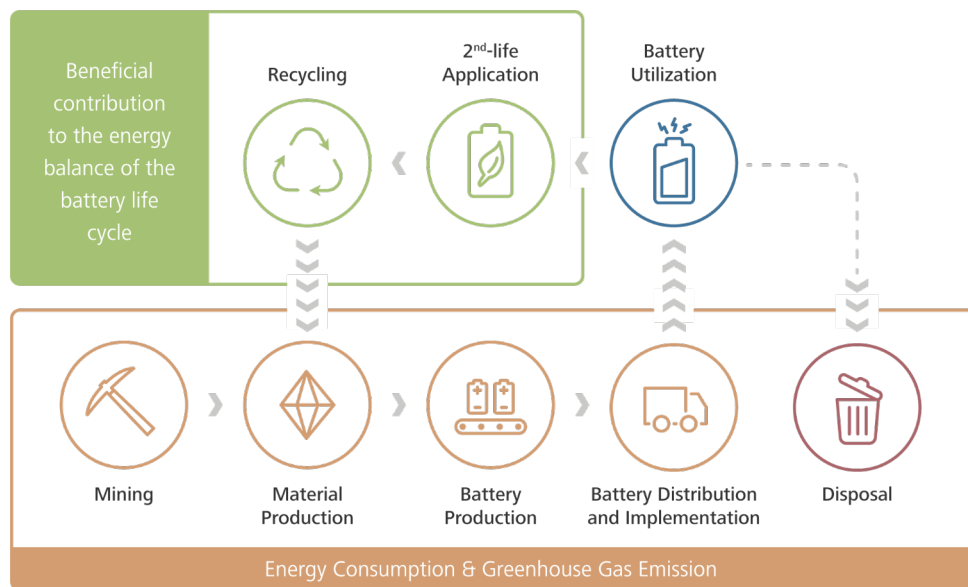 Beneficial
contribution
to the energy
balance of the
battery life
cycle
Recycling
2nd-life
Application
Battery
Utilization
Mining
Material
Production
Battery
Production
Battery Distribution
and Implementation
Disposal
Energy Consumption & Greenhouse Gas Emission